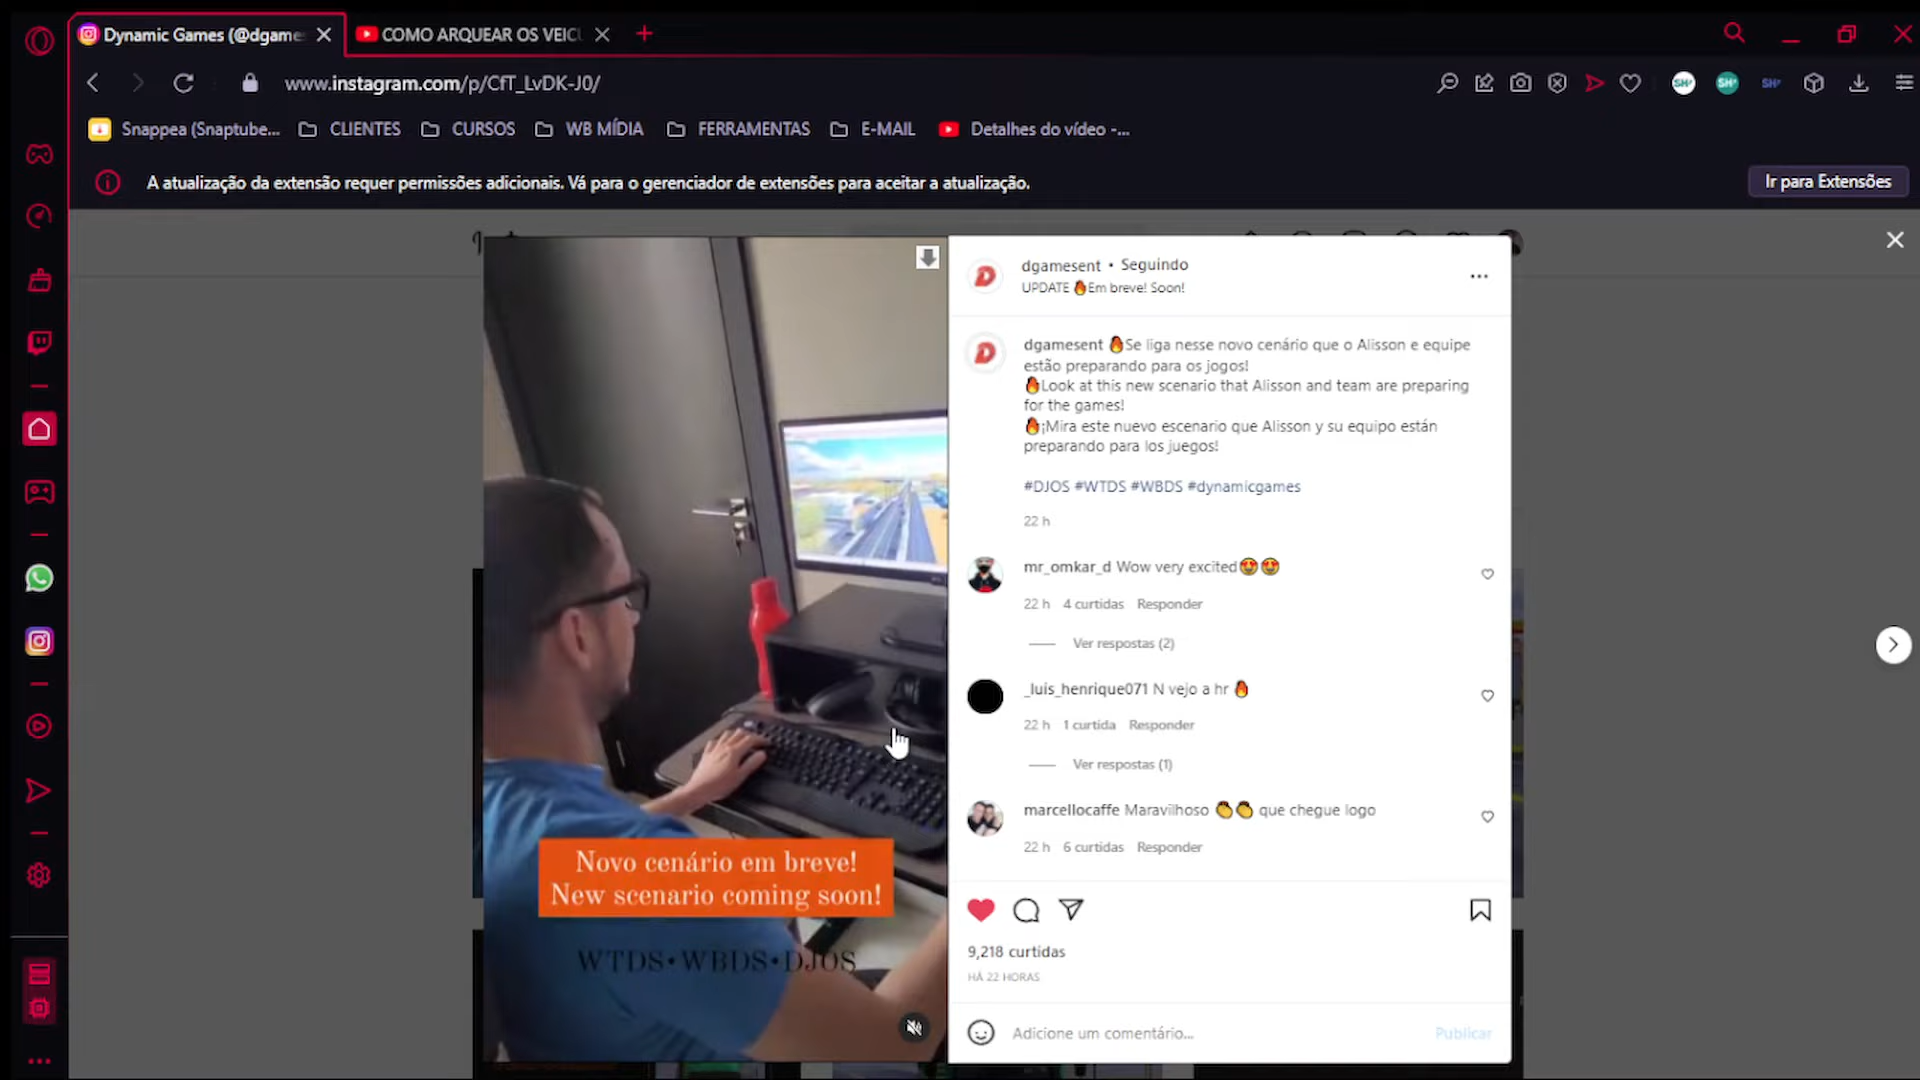 Dynamic Games (@dgame
COMO ARQUEAR OS VEIC
www.instagram.com/p/CfT_LvDK-J0/
Snappea (Snaptube...
CLIENTES
CURSOS
WB MÍDIA
FERRAMENTAS
E-MAIL
Detalhes do vídeo -...
A atualização da extensão requer permissões adicionais. Vá para o gerenciador de extensões para aceitar a atualização.
Ir para Extensões
dgamesent • Seguindo
UPDATE 🔥Em breve! Soon!
dgamesent 🔥Se liga nesse novo cenário que o Alisson e equipe
estão preparando para os jogos!
🔥Look at this new scenario that Alisson and team are preparing
for the games!
🔥¡Mira este nuevo escenario que Alisson y su equipo están
preparando para los juegos!
#DJOS #WTDS #WBDS #dynamicgames
22 h
mr_omkar_d Wow very excited😍😍
22 h 4 curtidas Responder
Ver respostas (2)
_luis_henrique071 N vejo a hr 🔥
22 h 1 curtida Responder
Ver respostas (1)
marcellocaffe Maravilhoso 👏👏 que chegue logo
22 h 6 curtidas Responder
9,218 curtidas
HÁ 22 HORAS
Adicione um comentário...
Publicar
Novo cenário em breve!
New scenario coming soon!
WTDS•WBDS•DJOS